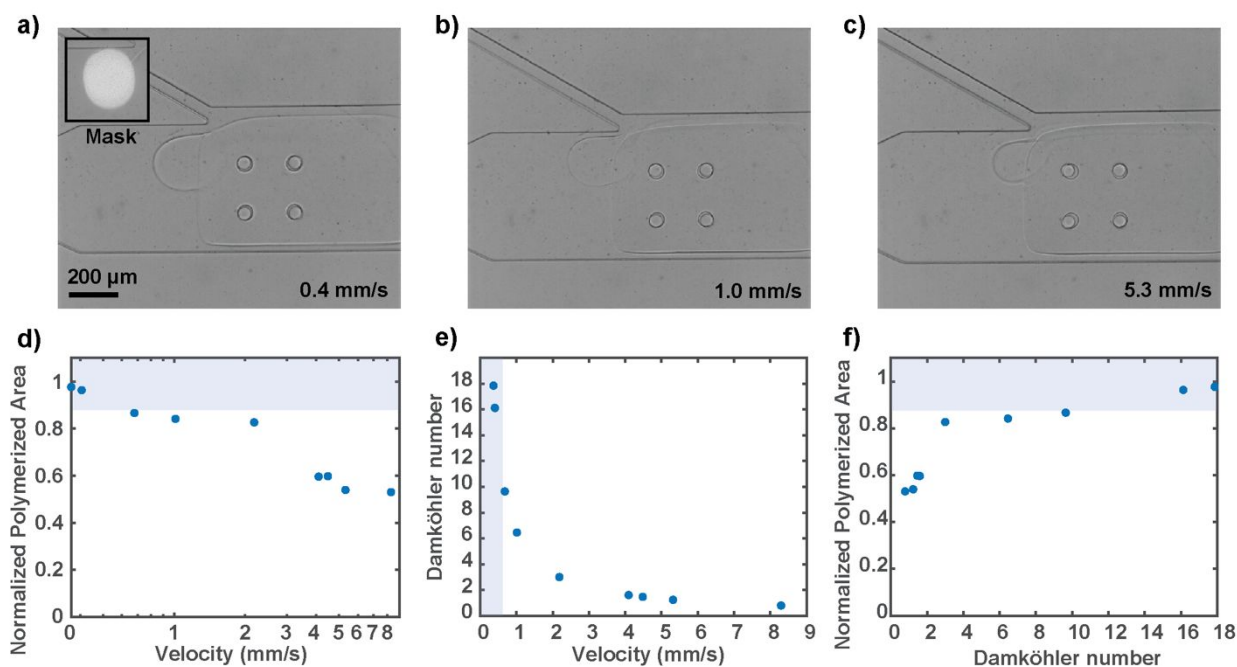 a)
Mask
200 µm
0.4 mm/s
b)
1.0 mm/s
c)
5.3 mm/s
d)
Normalized Polymerized Area
1
0.8
0.6
0.4
0.2
0
0 1 2 3 4 5 6 7 8
Velocity (mm/s)
e)
Damköhler number
18
16
14
12
10
8
6
4
2
0 1 2 3 4 5 6 7 8 9
Velocity (mm/s)
f)
Normalized Polymerized Area
1
0.8
0.6
0.4
0.2
0
0 2 4 6 8 10 12 14 16 18
Damköhler number